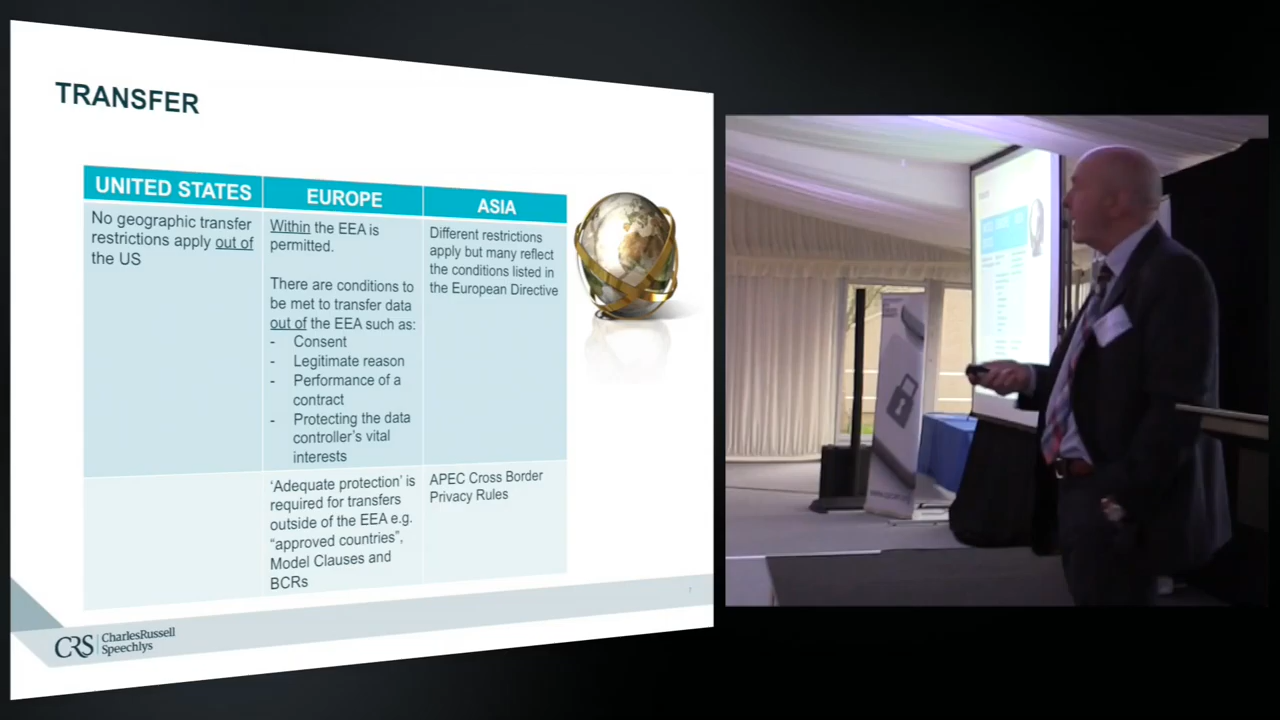 TRANSFER
UNITED STATES
EUROPE
ASIA
No geographic transfer
restrictions apply out of
the US
Within the EEA is
permitted.
There are conditions to
be met to transfer data
out of the EEA such as:
- Consent
- Legitimate reason
- Performance of a
contract
- Protecting the data
controller's vital
interests
Different restrictions
apply but many reflect
the conditions listed in
the European Directive
'Adequate protection' is
required for transfers
outside of the EEA e.g.
“approved countries”,
Model Clauses and
BCRs
APEC Cross Border
Privacy Rules
7
CRS CharlesRussell
Speechlys